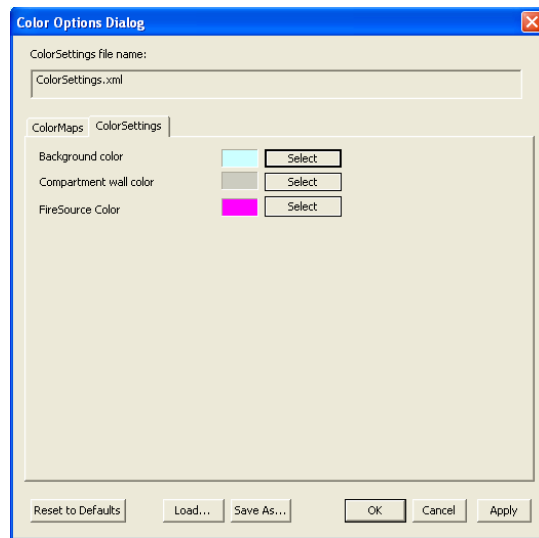 Color Options Dialog
ColorSettings file name:
ColorSettings.xml
ColorMaps ColorSettings
Background color Select
Compartment wall color Select
FireSource Color Select
Reset to Defaults Load... Save As... OK Cancel Apply